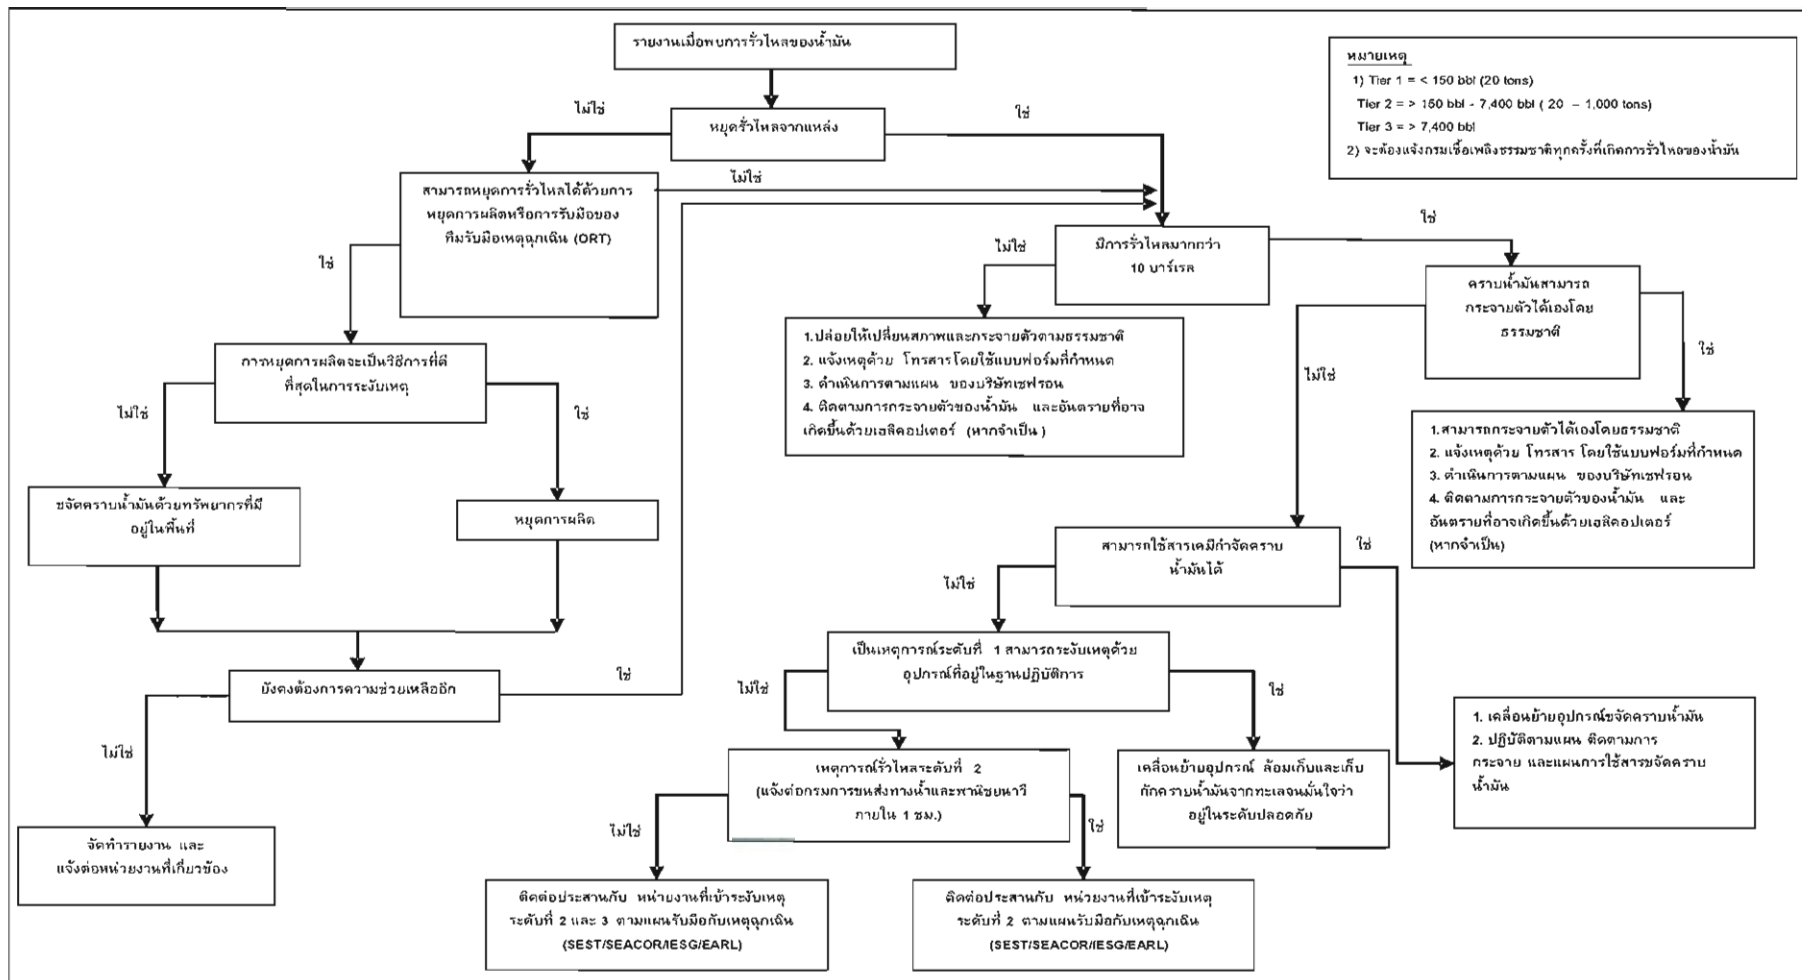 รายงานเมื่อพบการรั่วไหลของน้ำมัน
หมายเหตุ
1) Tier 1 = < 150 bbl (20 tons)
Tier 2 = > 150 bbl - 7,400 bbl ( 20 – 1,000 tons)
Tier 3 = > 7,400 bbl
2) จะต้องแจ้งกรมเชื้อเพลิงธรรมชาติทุกครั้งที่เกิดการรั่วไหลของน้ำมัน
ไม่ใช่
หยุดรั่วไหลจากแหล่ง
ใช่
สามารถหยุดการรั่วไหลได้ด้วยการ
หยุดการผลิตหรือการรับมือของ
ทีมรับมือเหตุฉุกเฉิน (ORT)
ไม่ใช่
ใช่
มีการรั่วไหลมากกว่า
10 บาร์เรล
ไม่ใช่
ใช่
คราบน้ำมันสามารถ
กระจายตัวได้เองโดย
ธรรมชาติ
ไม่ใช่
ใช่
1.ปล่อยให้เปลี่ยนสภาพและกระจายตัวตามธรรมชาติ
2. แจ้งเหตุด้วย โทรสารโดยใช้แบบฟอร์มที่กำหนด
3. ดำเนินการตามแผน ของบริษัทเชฟรอน
4. ติดตามการกระจายตัวของน้ำมัน และอันตรายที่อาจ
เกิดขึ้นด้วยเฮลิคอปเตอร์ (หากจำเป็น )
การหยุดการผลิตจะเป็นวิธีการที่ดี
ที่สุดในการระงับเหตุ
ไม่ใช่
ใช่
1.สามารถกระจายตัวได้เองโดยธรรมชาติ
2. แจ้งเหตุด้วย โทรสาร โดยใช้แบบฟอร์มที่กำหนด
3. ดำเนินการตามแผน ของบริษัทเชฟรอน
4. ติดตามการกระจายตัวของน้ำมัน และ
อันตรายที่อาจเกิดขึ้นด้วยเฮลิคอปเตอร์
(หากจำเป็น)
ขจัดคราบน้ำมันด้วยทรัพยากรที่มี
อยู่ในพื้นที่
หยุดการผลิต
สามารถใช้สารเคมีกำจัดคราบ
น้ำมันได้
ไม่ใช่
ใช่
เป็นเหตุการณ์ระดับที่ 1 สามารถระงับเหตุด้วย
อุปกรณ์ที่อยู่ในฐานปฏิบัติการ
ไม่ใช่
ใช่
ยังคงต้องการความช่วยเหลืออีก
ใช่
ไม่ใช่
1. เคลื่อนย้ายอุปกรณ์ขจัดคราบน้ำมัน
2. ปฏิบัติตามแผน ติดตามการ
กระจาย และแผนการใช้สารขจัดคราบ
น้ำมัน
เหตุการณ์รั่วไหลระดับที่ 2
(แจ้งต่อกรมการขนส่งทางน้ำและพาณิชยนาวี
ภายใน 1 ชม.)
ไม่ใช่
ใช่
เคลื่อนย้ายอุปกรณ์ ล้อมเก็บและเก็บ
กักคราบน้ำมันจากทะเลจนมั่นใจว่า
อยู่ในระดับปลอดภัย
จัดทำรายงาน และ
แจ้งต่อหน่วยงานที่เกี่ยวข้อง
ติดต่อประสานกับ หน่วยงานที่เข้าระงับเหตุ
ระดับที่ 2 และ 3 ตามแผนรับมือกับเหตุฉุกเฉิน
(SEST/SEACOR/IESG/EARL)
ติดต่อประสานกับ หน่วยงานที่เข้าระงับเหตุ
ระดับที่ 2 ตามแผนรับมือกับเหตุฉุกเฉิน
(SEST/SEACOR/IESG/EARL)